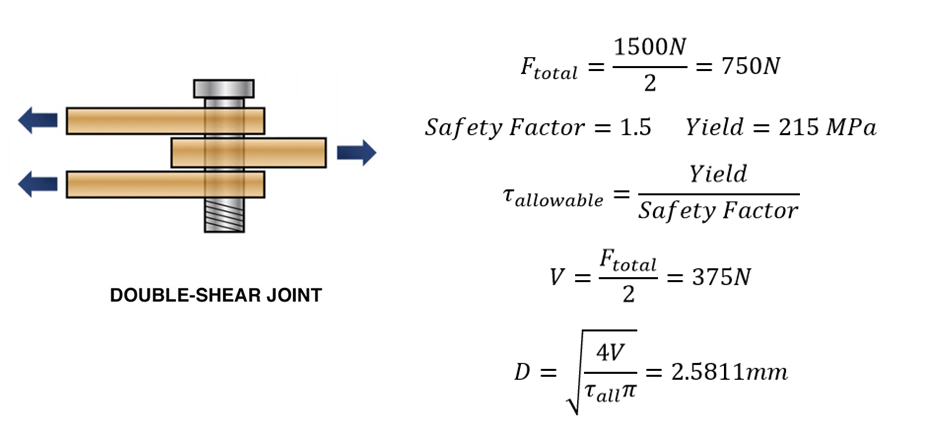 F_total = 1500N / 2 = 750N
Safety Factor = 1.5 Yield = 215 MPa
τ_allowable = Yield / Safety Factor
V = F_total / 2 = 375N
DOUBLE-SHEAR JOINT
D = √(4V / τ_all π) = 2.5811mm